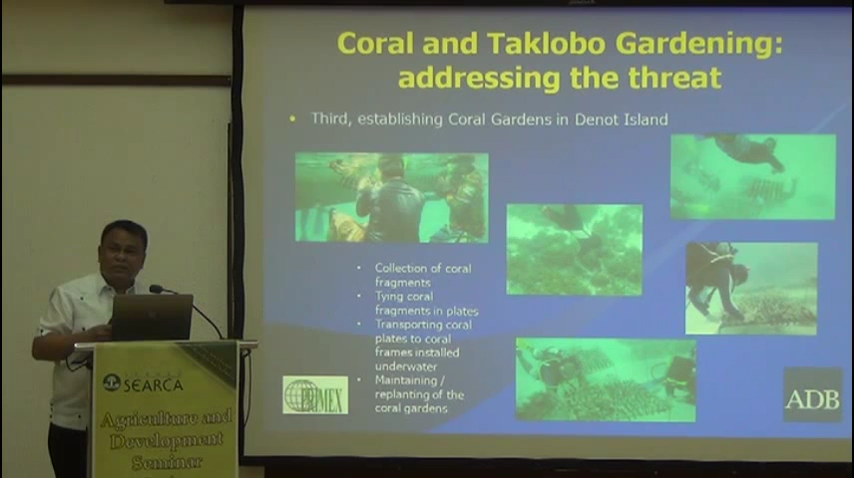 Coral and Taklobo Gardening:
addressing the threat
• Third, establishing Coral Gardens in Denot Island
• Collection of coral
fragments
• Tying coral
fragments in plates
• Transporting coral
plates to coral
frames installed
underwater
• Maintaining /
replanting of the
coral gardens
PRIMEX
ADB
SEARCA
Agriculture and
Development
Seminar